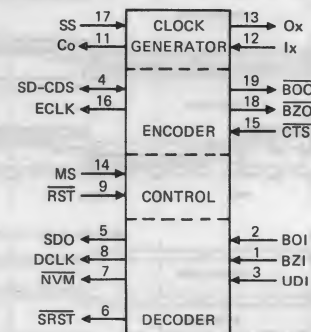 SS 17 CLOCK 13 Ox
Co 11 GENERATOR 12 Ix
SD-CDS 4 19 BOO
ECLK 16 18 BZO
ENCODER 15 CTS
MS 14
RST 9 CONTROL
SDO 5 2 BOI
DCLK 8 1 BZI
NVM 7 3 UDI
SRST 6 DECODER